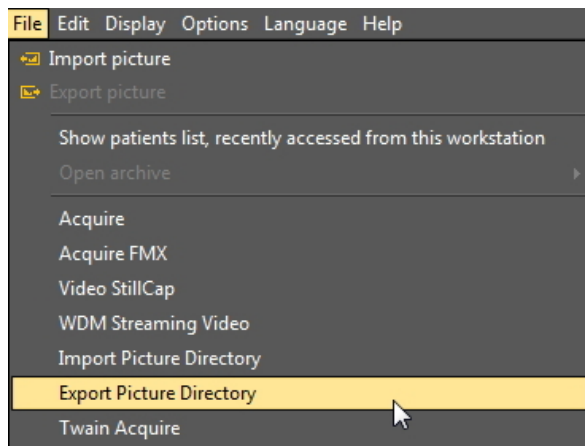 File Edit Display Options Language Help
Import picture
Export picture
Show patients list, recently accessed from this workstation
Open archive
Acquire
Acquire FMX
Video StillCap
WDM Streaming Video
Import Picture Directory
Export Picture Directory
Twain Acquire